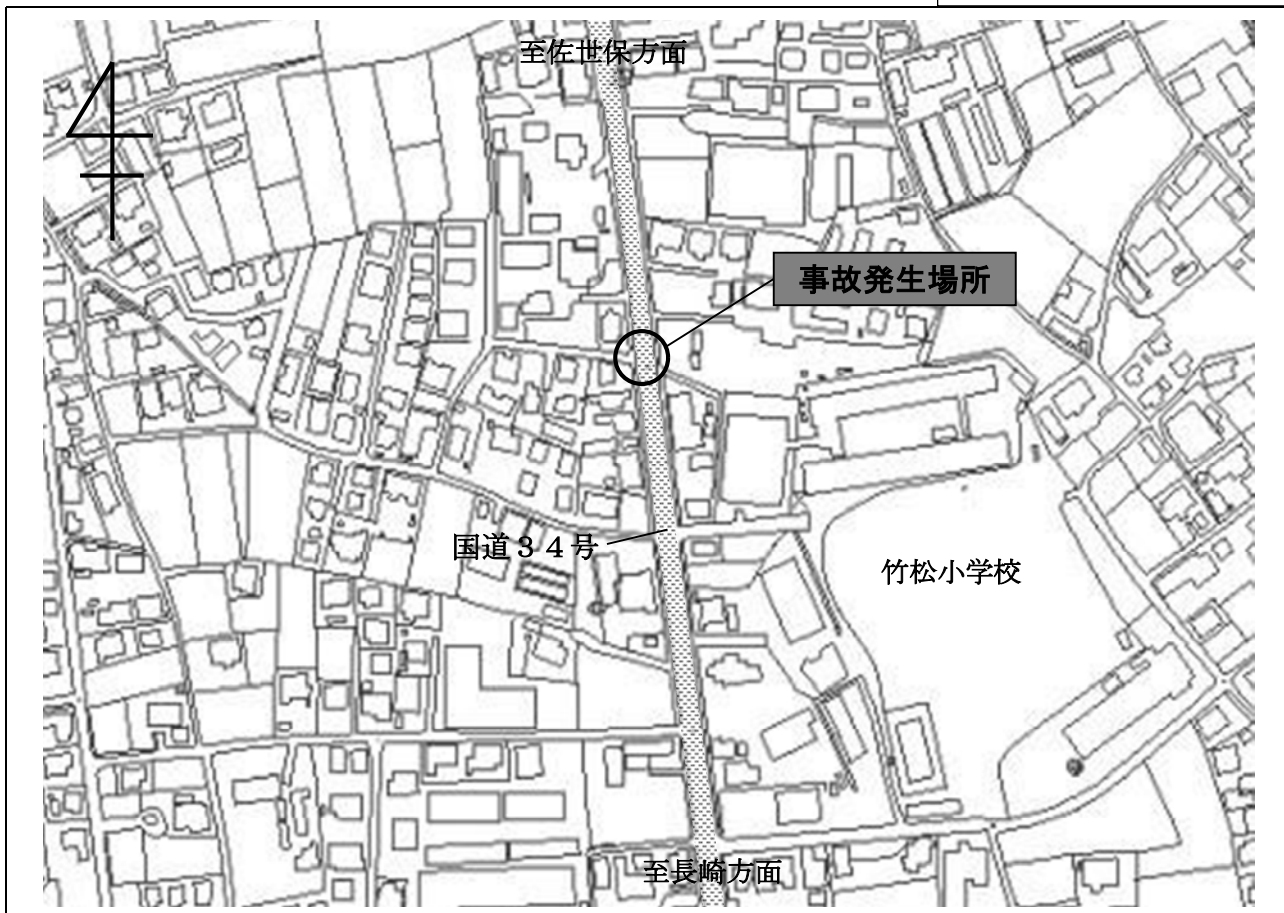 至佐世保方面
事故発生場所
国道３４号
竹松小学校
至長崎方面